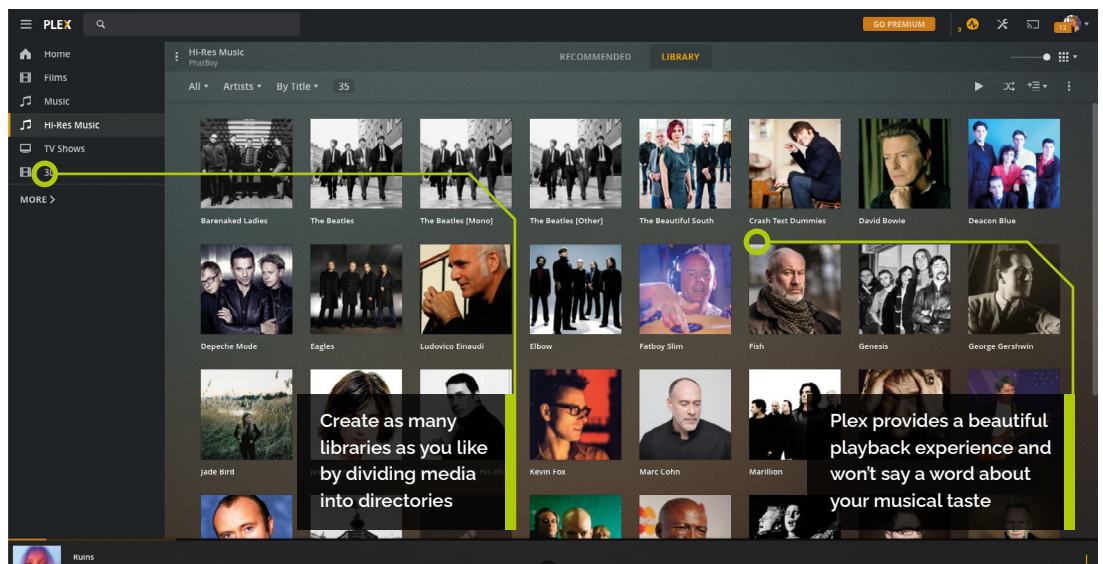 PLEX
GO PREMIUM
3
12
Home
Films
Music
Hi-Res Music
TV Shows
3D
MORE >
Hi-Res Music
PhatBoy
RECOMMENDED
LIBRARY
All
Artists
By Title
35
Barenaked Ladies
The Beatles
The Beatles [Mono]
The Beatles [Other]
The Beautiful South
Crash Test Dummies
David Bowie
Deacon Blue
Depeche Mode
Eagles
Ludovico Einaudi
Elbow
Fatboy Slim
Fish
Genesis
George Gershwin
Jade Bird
Kevin Fox
Marc Cohn
Marillion
Create as many
libraries as you like
by dividing media
into directories
Plex provides a beautiful
playback experience and
won't say a word about
your musical taste
Ruins